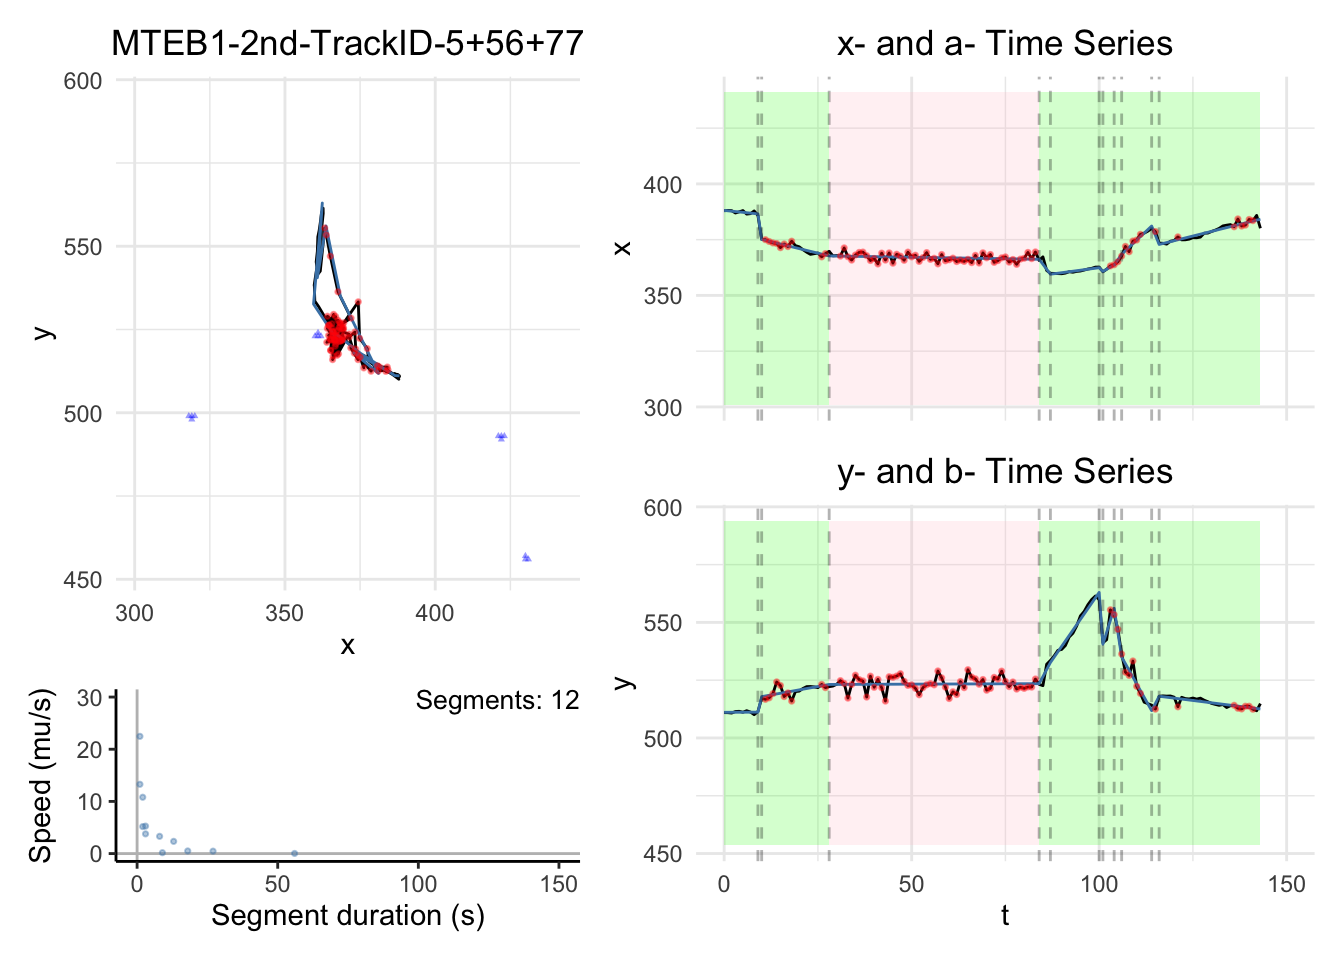 MTEB1-2nd-TrackID-5+56+77
600
550
500
450
y
300
350
400
x
Segments: 12
30
20
10
0
Speed (mu/s)
0
50
100
150
Segment duration (s)
x- and a- Time Series
400
350
300
x
y- and b- Time Series
600
550
500
450
y
0
50
100
150
t